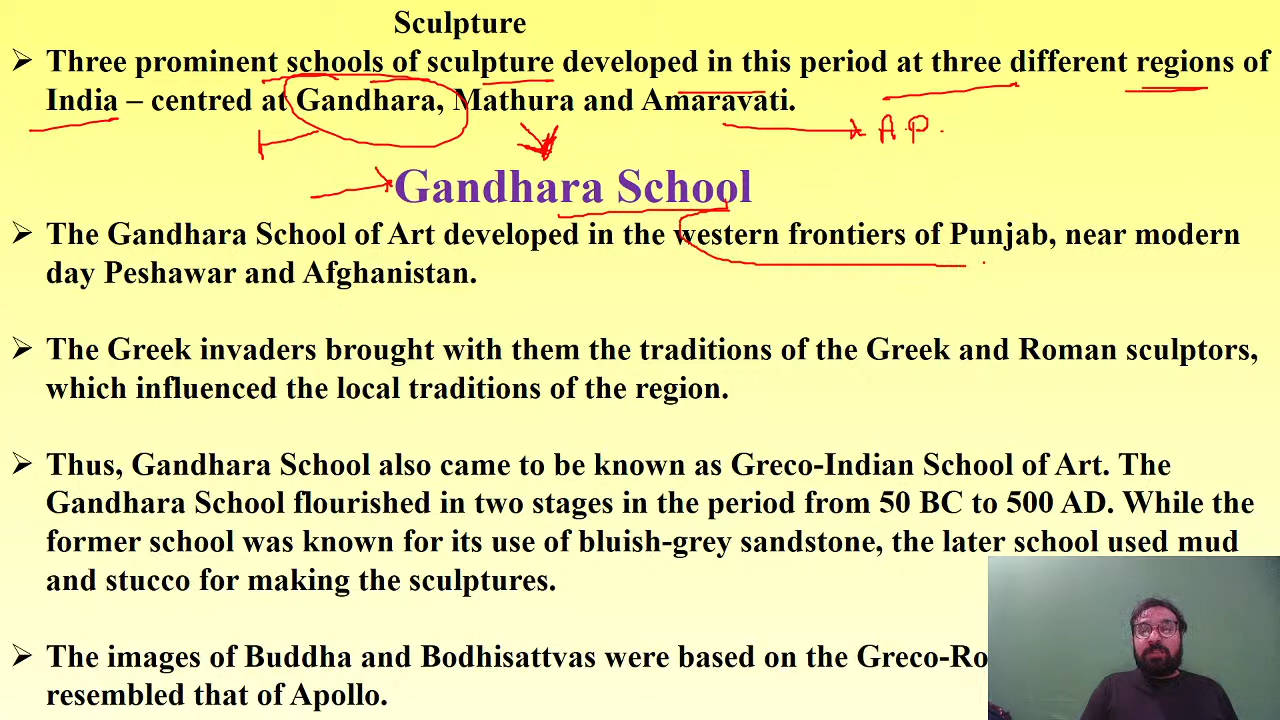 Sculpture
➢ Three prominent schools of sculpture developed in this period at three different regions of
India – centred at Gandhara, Mathura and Amaravati.
A.P.
Gandhara School
➢ The Gandhara School of Art developed in the western frontiers of Punjab, near modern
day Peshawar and Afghanistan.
➢ The Greek invaders brought with them the traditions of the Greek and Roman sculptors,
which influenced the local traditions of the region.
➢ Thus, Gandhara School also came to be known as Greco-Indian School of Art. The
Gandhara School flourished in two stages in the period from 50 BC to 500 AD. While the
former school was known for its use of bluish-grey sandstone, the later school used mud
and stucco for making the sculptures.
➢ The images of Buddha and Bodhisattvas were based on the Greco-Ro
resembled that of Apollo.